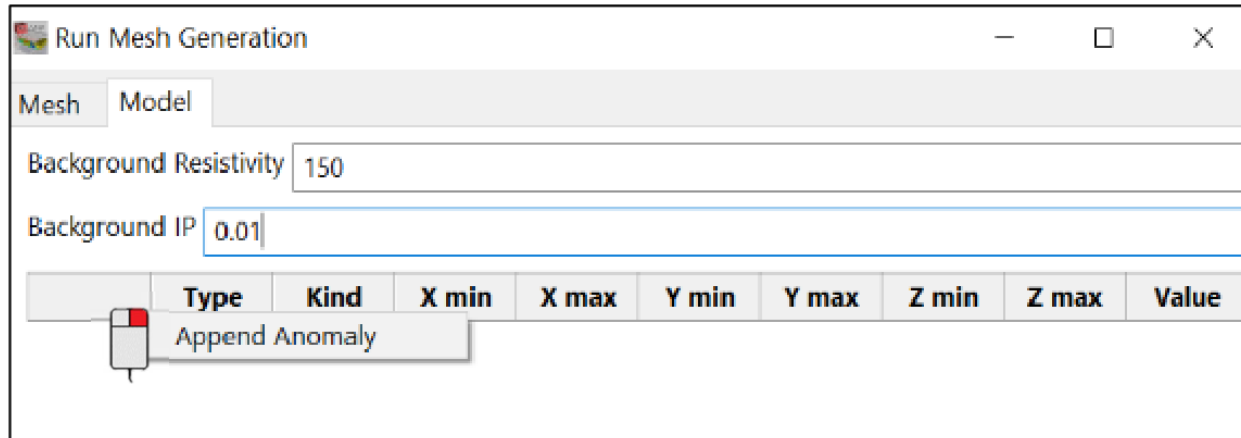 Run Mesh Generation
Mesh Model
Background Resistivity 150
Background IP 0.01
Type Kind X min X max Y min Y max Z min Z max Value
Append Anomaly